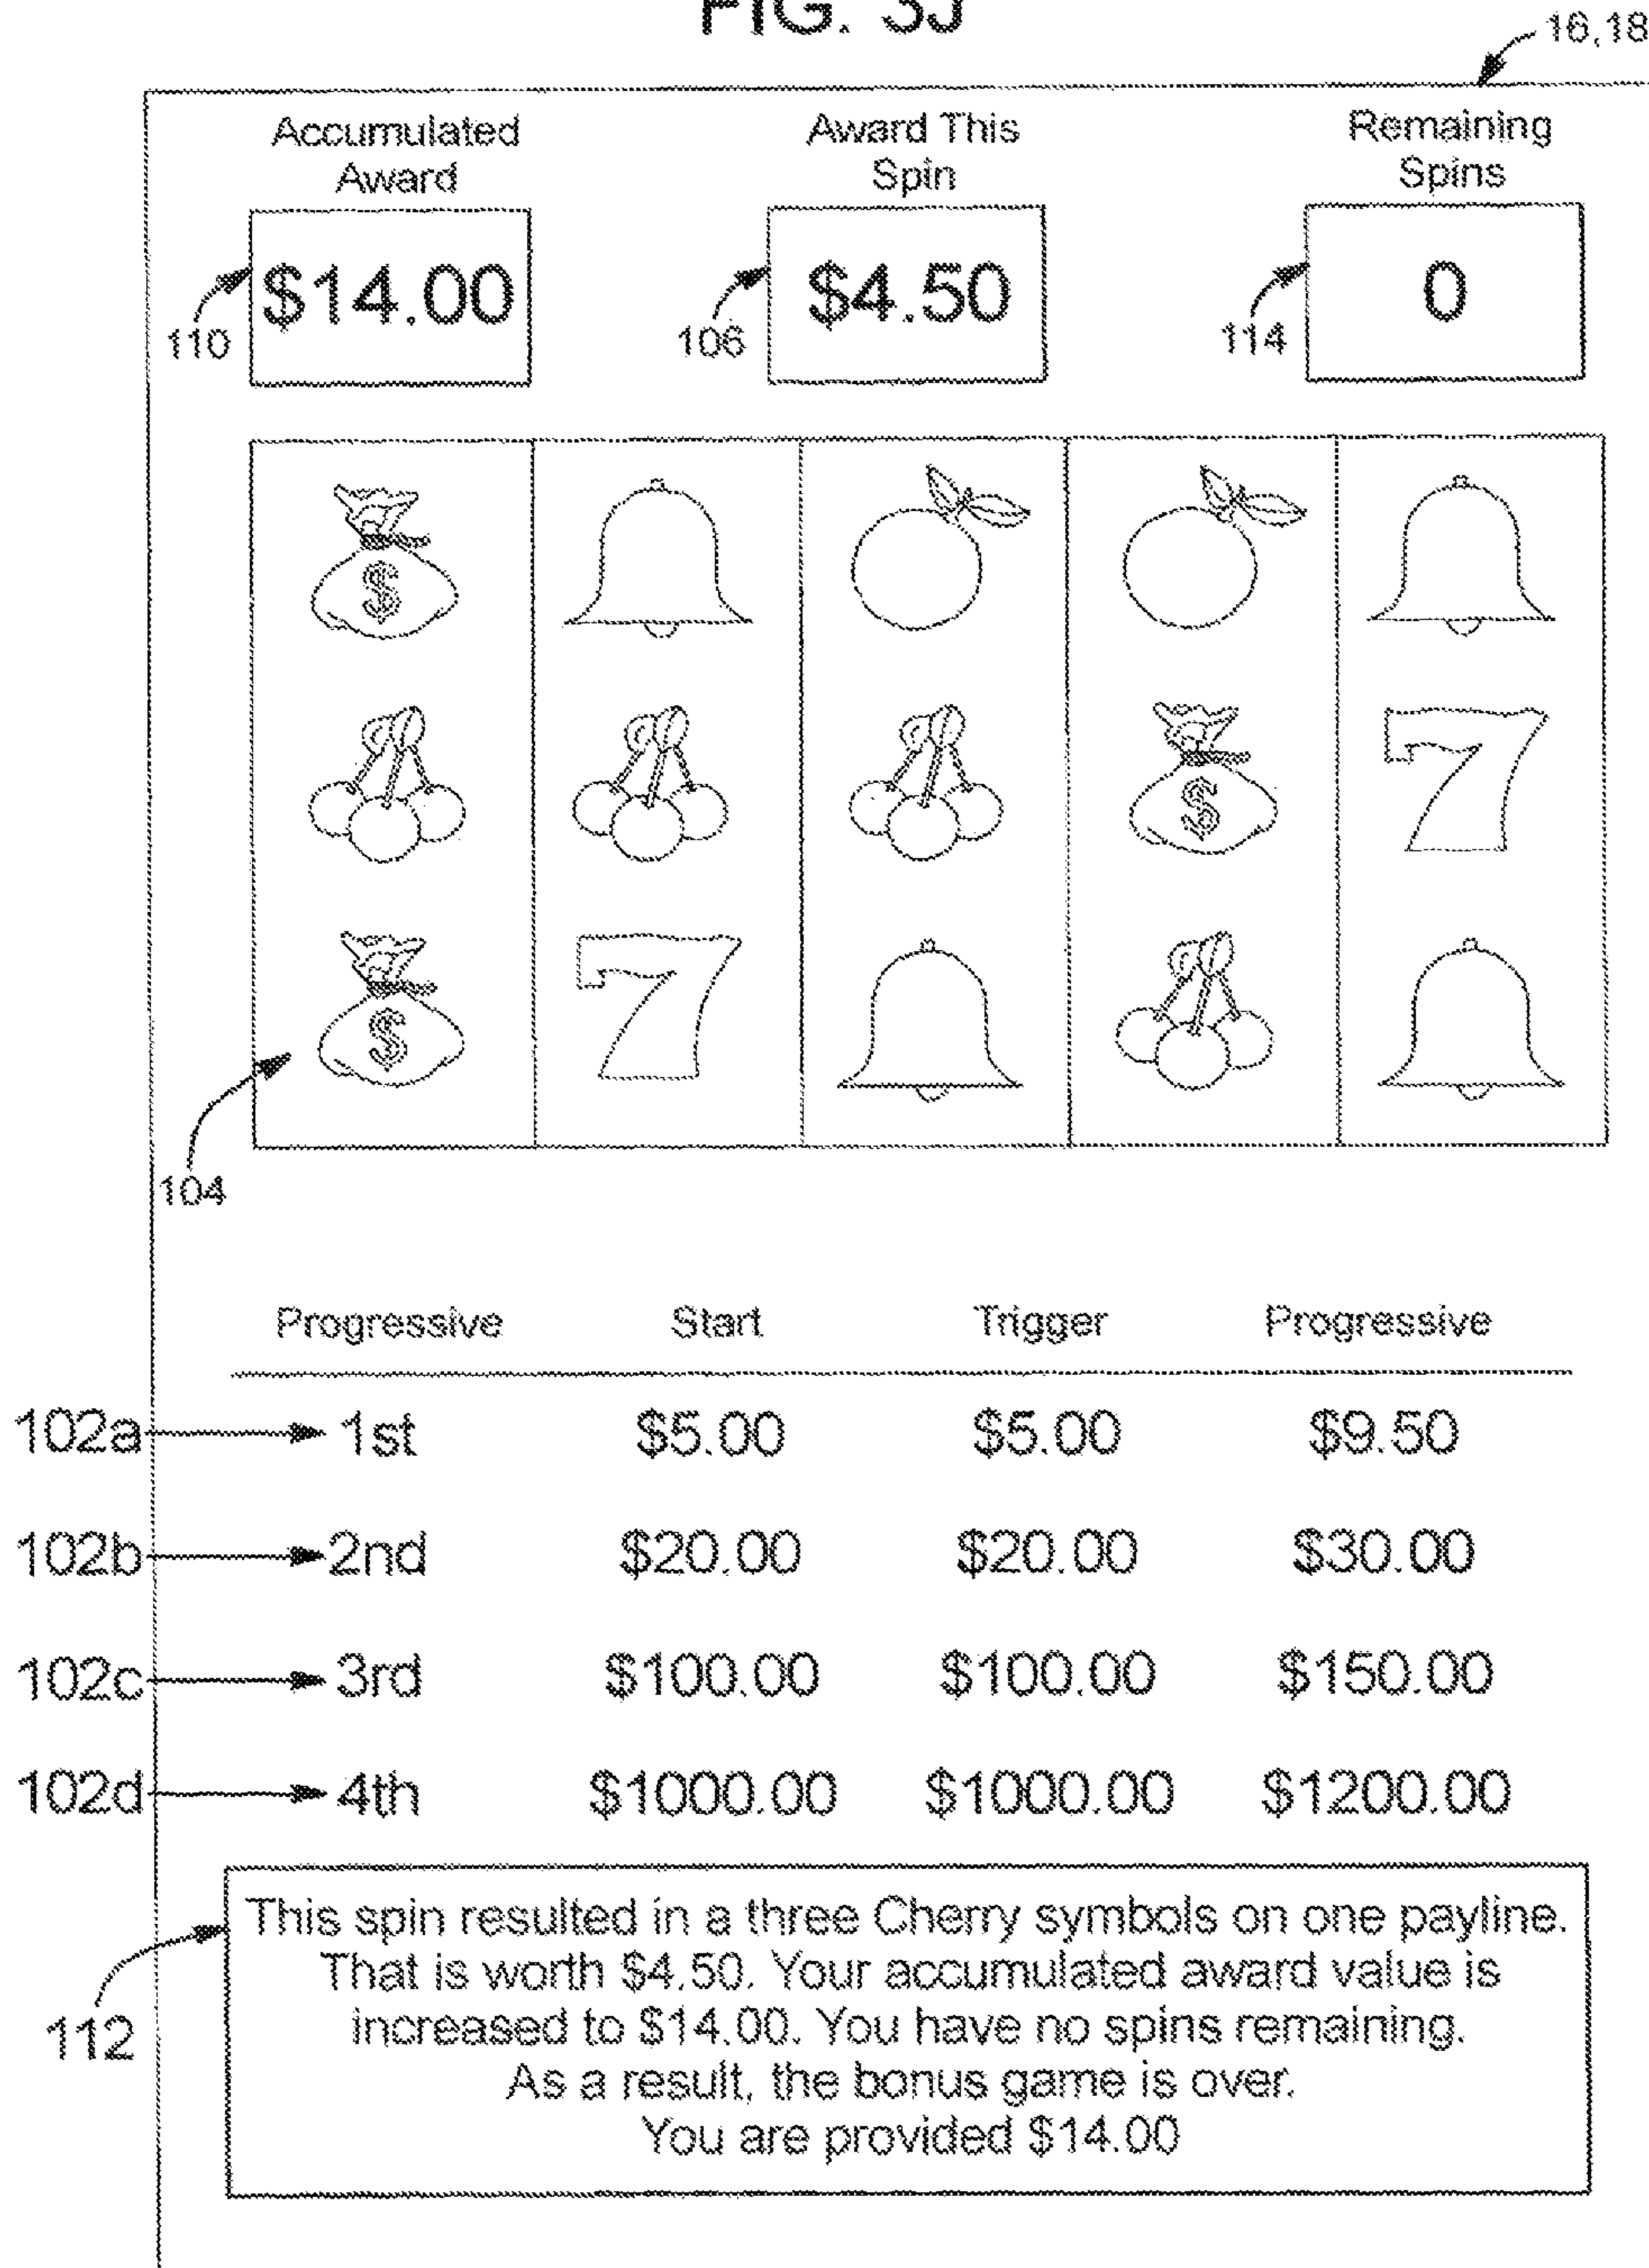 FIG. 3J
16,18
Accumulated Award This Remaining
Award Spin Spins
$14.00 $4.50 0
110 106 114
$ 
$ 7
$ 7
104
Progressive Start Trigger Progressive
102a 1st $5.00 $5.00 $9.50
102b 2nd $20.00 $20.00 $30.00
102c 3rd $100.00 $100.00 $150.00
102d 4th $1000.00 $1000.00 $1200.00
This spin resulted in a three Cherry symbols on one payline.
That is worth $4.50. Your accumulated award value is
increased to $14.00. You have no spins remaining.
112
As a result, the bonus game is over.
You are provided $14.00